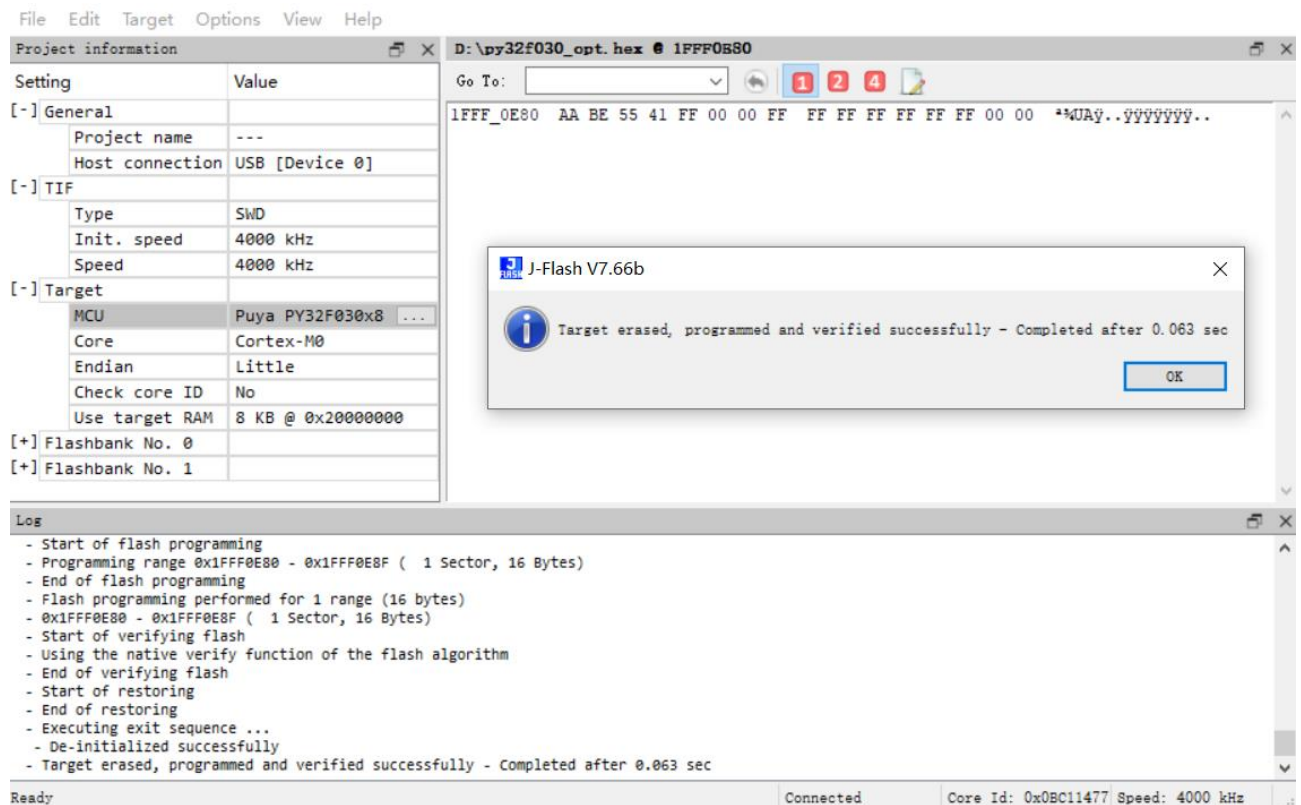 File Edit Target Options View Help
Project information
Setting Value
[-] General
Project name ---
Host connection USB [Device 0]
[-] TIF
Type SWD
Init. speed 4000 kHz
Speed 4000 kHz
[-] Target
MCU Puya PY32F030x8 ...
Core Cortex-M0
Endian Little
Check core ID No
Use target RAM 8 KB @ 0x20000000
[+] Flashbank No. 0
[+] Flashbank No. 1
D:\py32f030_opt.hex @ 1FFF0E80
Go To: 1 2 4
1FFF_0E80 AA BE 55 41 FF 00 00 FF FF FF FF FF FF FF 00 00 ª¾UAÿ..ÿÿÿÿÿÿÿ..
J-Flash V7.66b
Target erased, programmed and verified successfully - Completed after 0.063 sec
OK
Log
- Start of flash programming
- Programming range 0x1FFF0E80 - 0x1FFF0E8F ( 1 Sector, 16 Bytes)
- End of flash programming
- Flash programming performed for 1 range (16 bytes)
- 0x1FFF0E80 - 0x1FFF0E8F ( 1 Sector, 16 Bytes)
- Start of verifying flash
- Using the native verify function of the flash algorithm
- End of verifying flash
- Start of restoring
- End of restoring
- Executing exit sequence ...
- De-initialized successfully
- Target erased, programmed and verified successfully - Completed after 0.063 sec
Ready Connected Core Id: 0x0BC11477 Speed: 4000 kHz